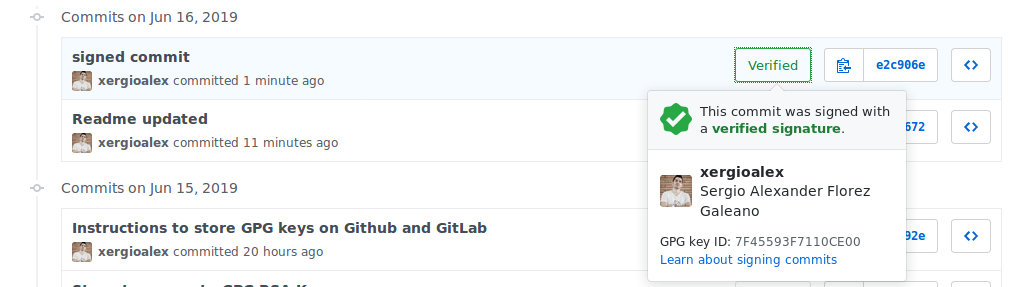 Commits on Jun 16, 2019
signed commit
xergioalex committed 1 minute ago
Verified
e2c906e
This commit was signed with
a verified signature.
Readme updated
xergioalex committed 11 minutes ago
672
xergioalex
Sergio Alexander Florez
Galeano
GPG key ID: 7F45593F7110CE00
Learn about signing commits
Commits on Jun 15, 2019
Instructions to store GPG keys on Github and GitLab
xergioalex committed 20 hours ago
92e